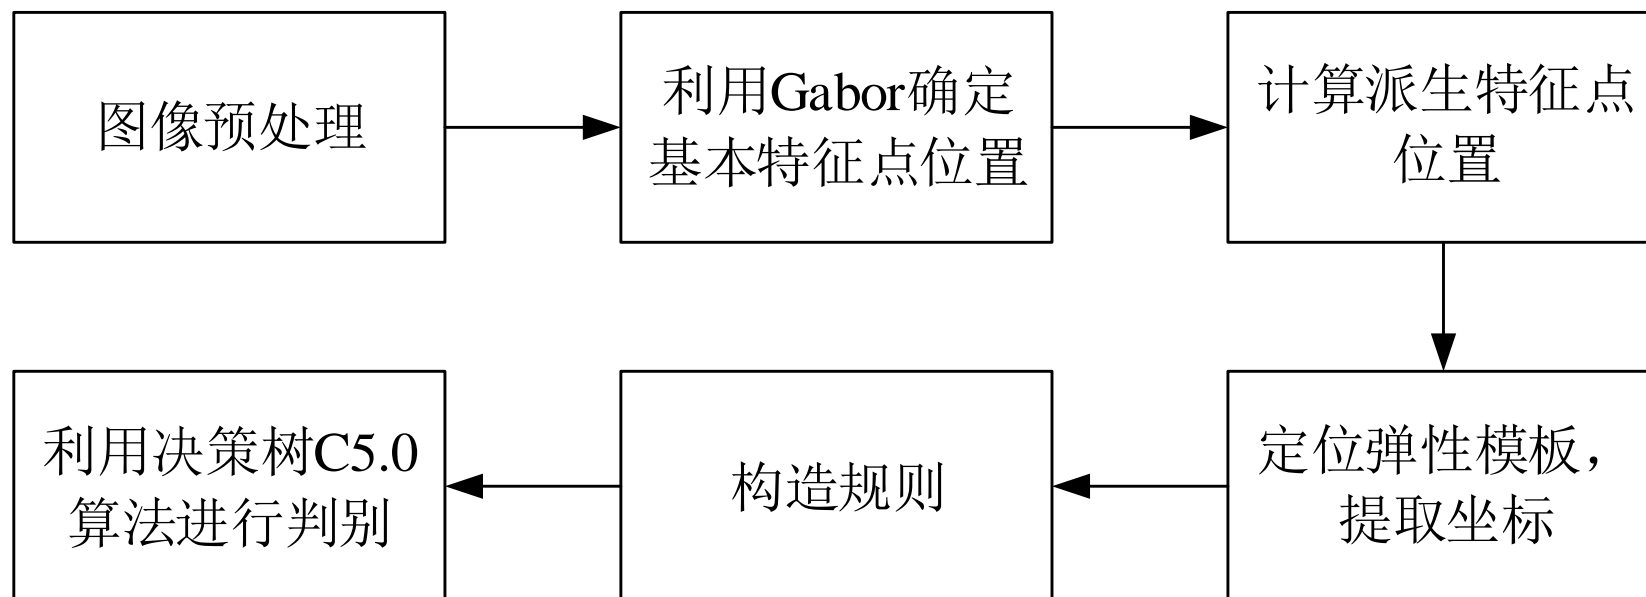 图像预处理
利用Gabor确定
基本特征点位置
计算派生特征点
位置
定位弹性模板，
提取坐标
构造规则
利用决策树C5.0
算法进行判别